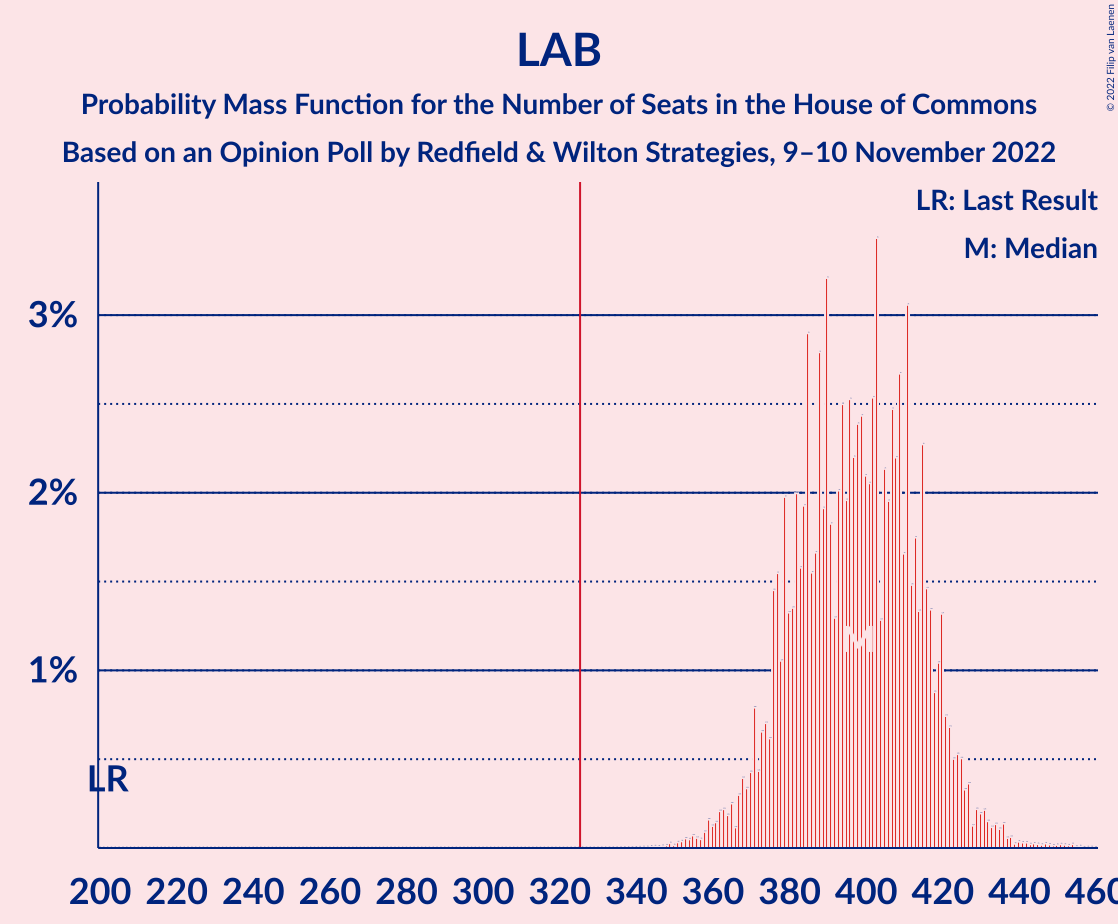 LAB
Probability Mass Function for the Number of Seats in the House of Commons
Based on an Opinion Poll by Redfield & Wilton Strategies, 9–10 November 2022
© 2022 Filip van Laenen
LR: Last Result
M: Median
3%
2%
1%
M
LR
200 220 240 260 280 300 320 340 360 380 400 420 440 460